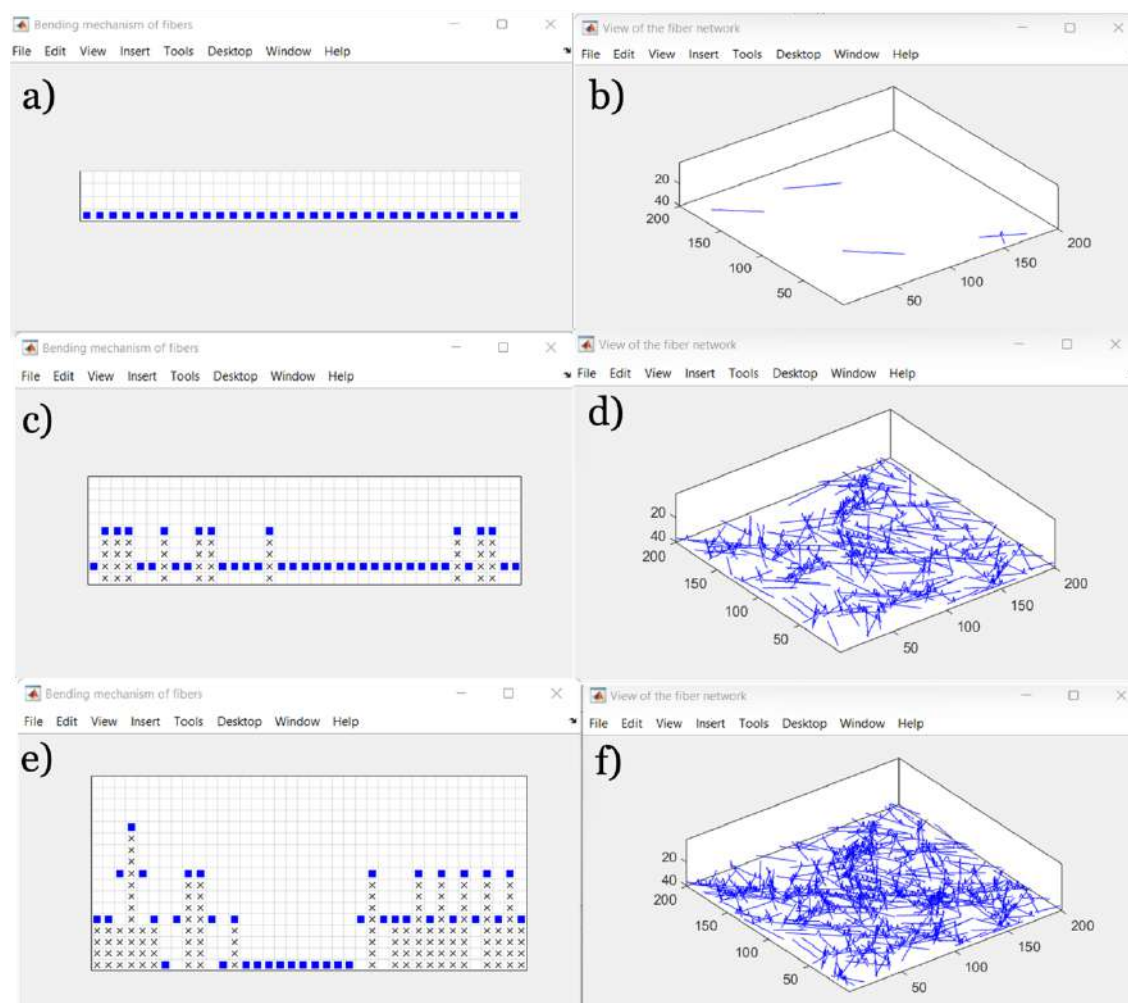 Bending mechanism of fibers
File Edit View Insert Tools Desktop Window Help
a)
View of the fiber network
File Edit View Insert Tools Desktop Window Help
b)
20
40
200
150
100
50
50
100
150
200
Bending mechanism of fibers
File Edit View Insert Tools Desktop Window Help
c)
View of the fiber network
File Edit View Insert Tools Desktop Window Help
d)
20
40
200
150
100
50
50
100
150
200
Bending mechanism of fibers
File Edit View Insert Tools Desktop Window Help
e)
View of the fiber network
File Edit View Insert Tools Desktop Window Help
f)
20
40
200
150
100
50
50
100
150
200